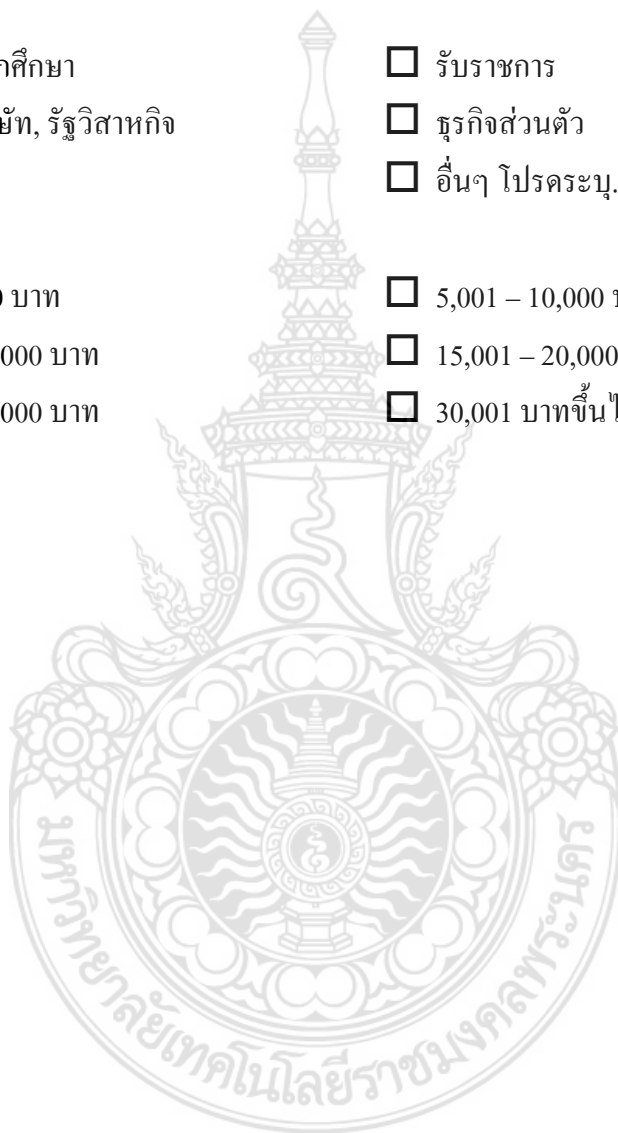 กศึกษา ☐ รับราชการ
ษัท, รัฐวิสาหกิจ ☐ ธุรกิจส่วนตัว
☐ อื่นๆ โปรดระบุ.
0 บาท ☐ 5,001 – 10,000
,000 บาท ☐ 15,001 – 20,000
,000 บาท ☐ 30,001 บาทขึ้นไ
มหาวิทยาลัยเทคโนโลยีราชมงคลพระนคร